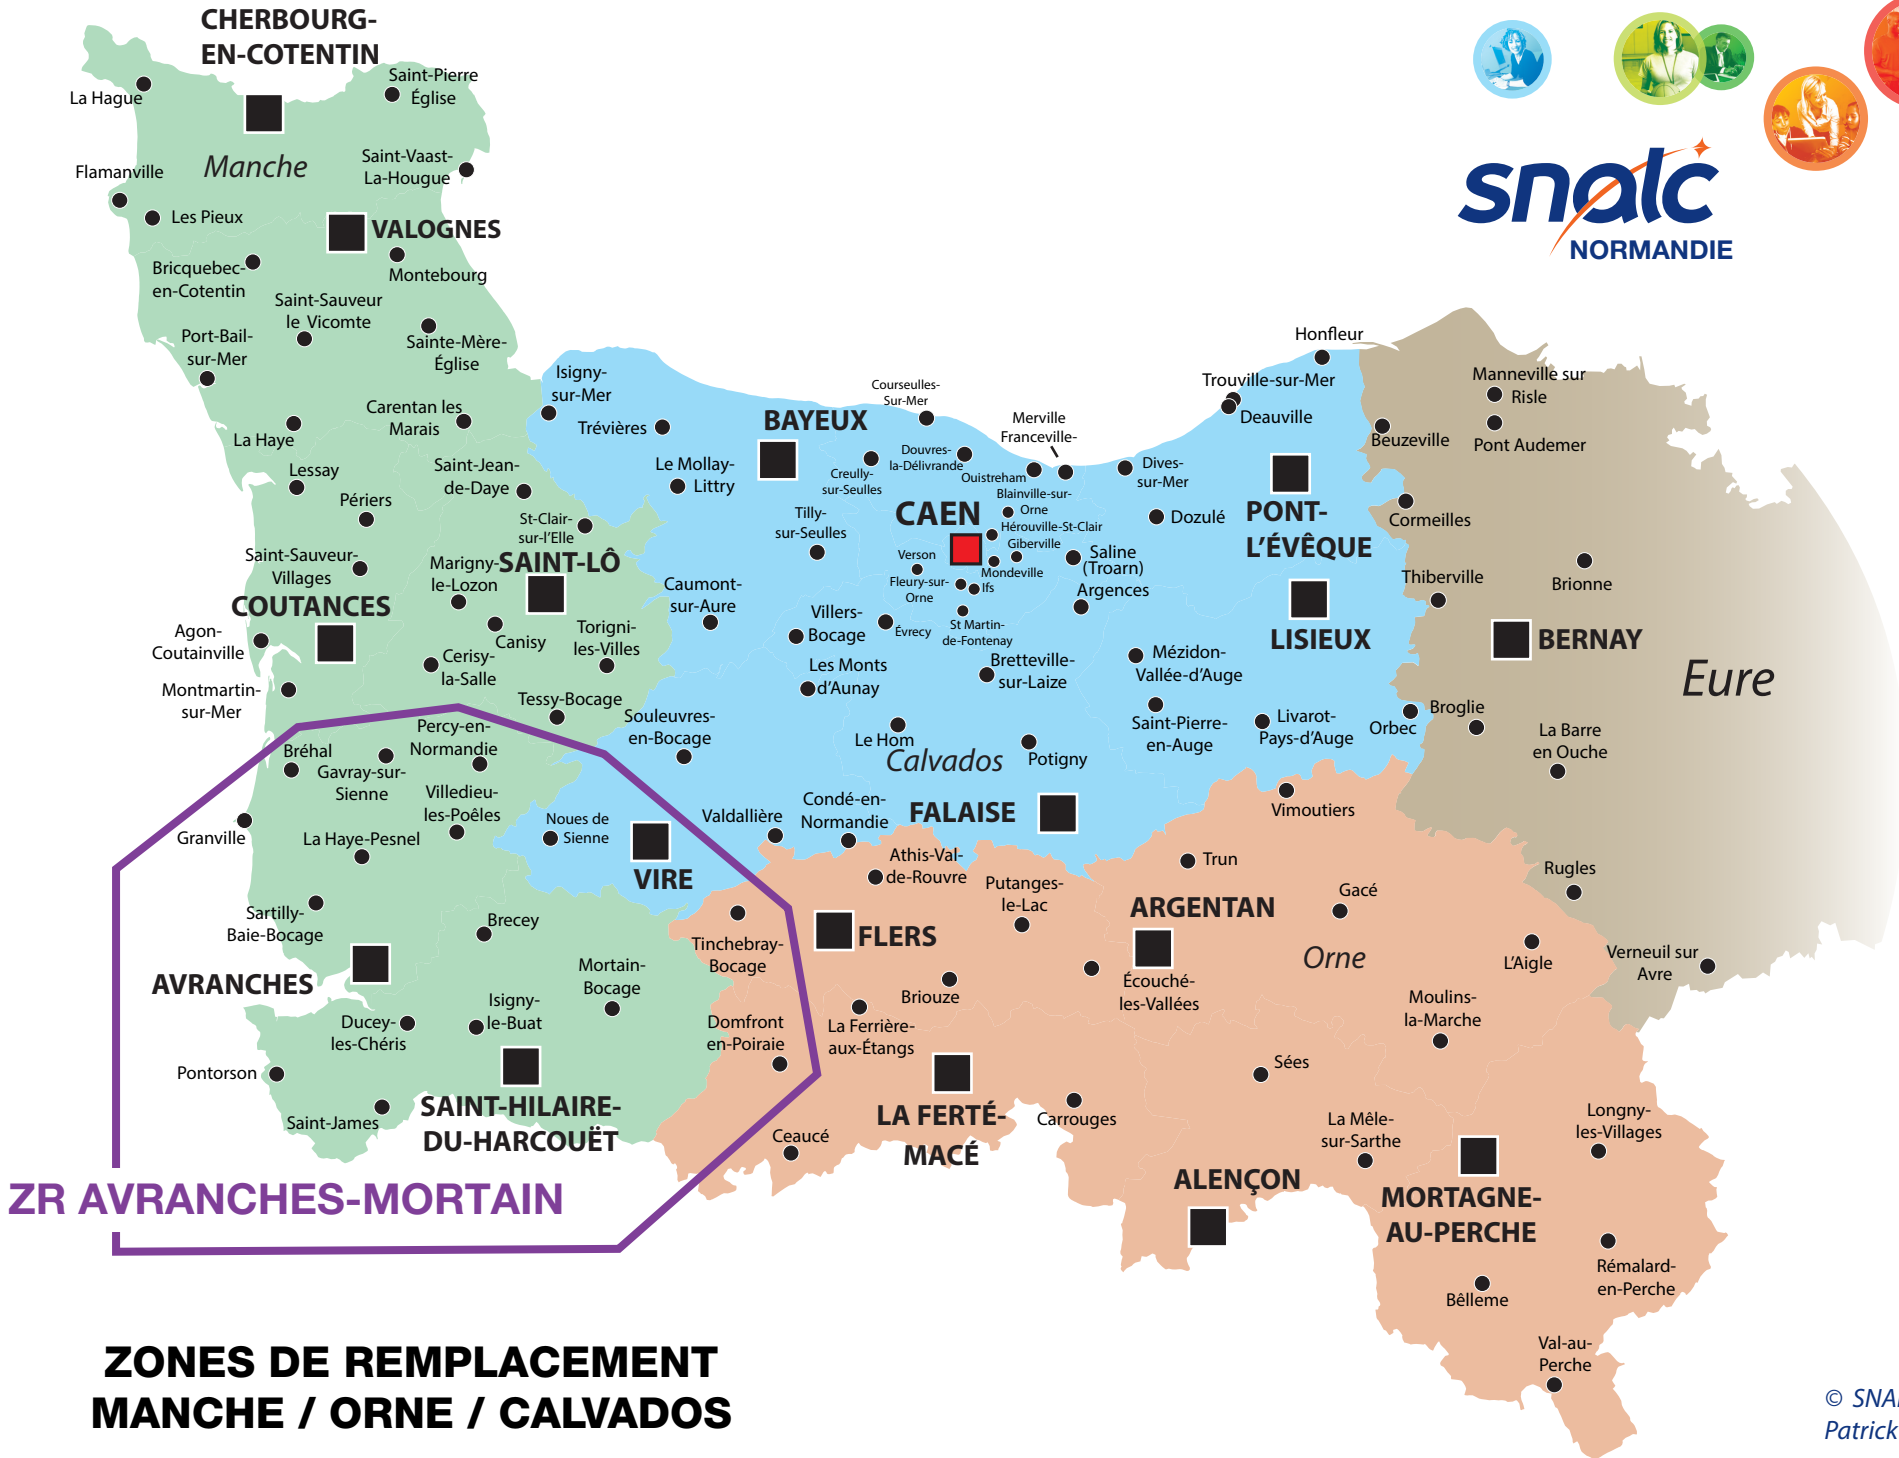 CHERBOURG-
EN-COTENTIN
Saint-Pierre
Église
La Hague
Manche
Saint-Vaast-
La-Hougue
Flamanville
Les Pieux
VALOGNES
Bricquebec-
en-Cotentin
Montebourg
Saint-Sauveur
le Vicomte
Port-Bail-
sur-Mer
Sainte-Mère-
Église
Carentan les
Marais
La Haye
Lessay
Saint-Jean-
de-Daye
Périers
St-Clair-
sur-l'Elle
SAINT-LÔ
Saint-Sauveur-
Villages
Marigny-
le-Lozon
COUTANCES
Agon-
Coutainville
Canisy
Torigni-
les-Villes
Cerisy-
la-Salle
Montmartin-
sur-Mer
Tessy-Bocage
Percy-en-
Normandie
Bréhal
Gavray-sur-
Sienne
Villedieu-
les-Poêles
Granville
La Haye-Pesnel
Sartilly-
Baie-Bocage
Brecey
AVRANCHES
Mortain-
Bocage
Isigny-
le-Buat
Ducey-
les-Chéris
Pontorson
Saint-James
SAINT-HILAIRE-
DU-HARCOUËT
ZR AVRANCHES-MORTAIN
Isigny-
sur-Mer
Trévières
Le Mollay-
Littry
BAYEUX
Courseulles-
Sur-Mer
Creully-
sur-Seulles
Douvres-
la-Délivrande
Merville
Franceville-
Ouistreham
Blainville-sur-
Orne
Hérouville-St-Clair
Giberville
CAEN
Tilly-
sur-Seulles
Verson
Mondeville
Fleury-sur-
Orne
Ifs
Saline
(Troarn)
Argences
Dives-
sur-Mer
Dozulé
Honfleur
Trouville-sur-Mer
Deauville
PONT-
L'ÉVÊQUE
LISIEUX
Caumont-
sur-Aure
Villers-
Bocage
Évrecy
St Martin-
de-Fontenay
Les Monts
d'Aunay
Bretteville-
sur-Laize
Mézidon-
Vallée-d'Auge
Saint-Pierre-
en-Auge
Livarot-
Pays-d'Auge
Orbec
Souleuvres-
en-Bocage
Le Hom
Calvados
Potigny
Noues de
Sienne
VIRE
Valdallière
Condé-en-
Normandie
FALAISE
Manneville sur
Risle
Pont Audemer
Beuzeville
Cormeilles
Thiberville
Brionne
BERNAY
Eure
Broglie
La Barre
en Ouche
Rugles
Verneuil sur
Avre
Vimoutiers
Athis-Val-
de-Rouvre
Putanges-
le-Lac
Trun
Gacé
ARGENTAN
Orne
L'Aigle
FLERS
Tinchebray-
Bocage
Écouché-
les-Vallées
Briouze
Moulins-
la-Marche
Domfront
en-Poiraie
La Ferrière-
aux-Étangs
Sées
LA FERTÉ-
MACÉ
Carrouges
Ceaucé
La Mêle-
sur-Sarthe
Longny-
les-Villages
ALENÇON
MORTAGNE-
AU-PERCHE
Rémalard-
en-Perche
Bêlleme
Val-au-
Perche
snalc
NORMANDIE
ZONES DE REMPLACEMENT
MANCHE / ORNE / CALVADOS
© SNA
Patrick